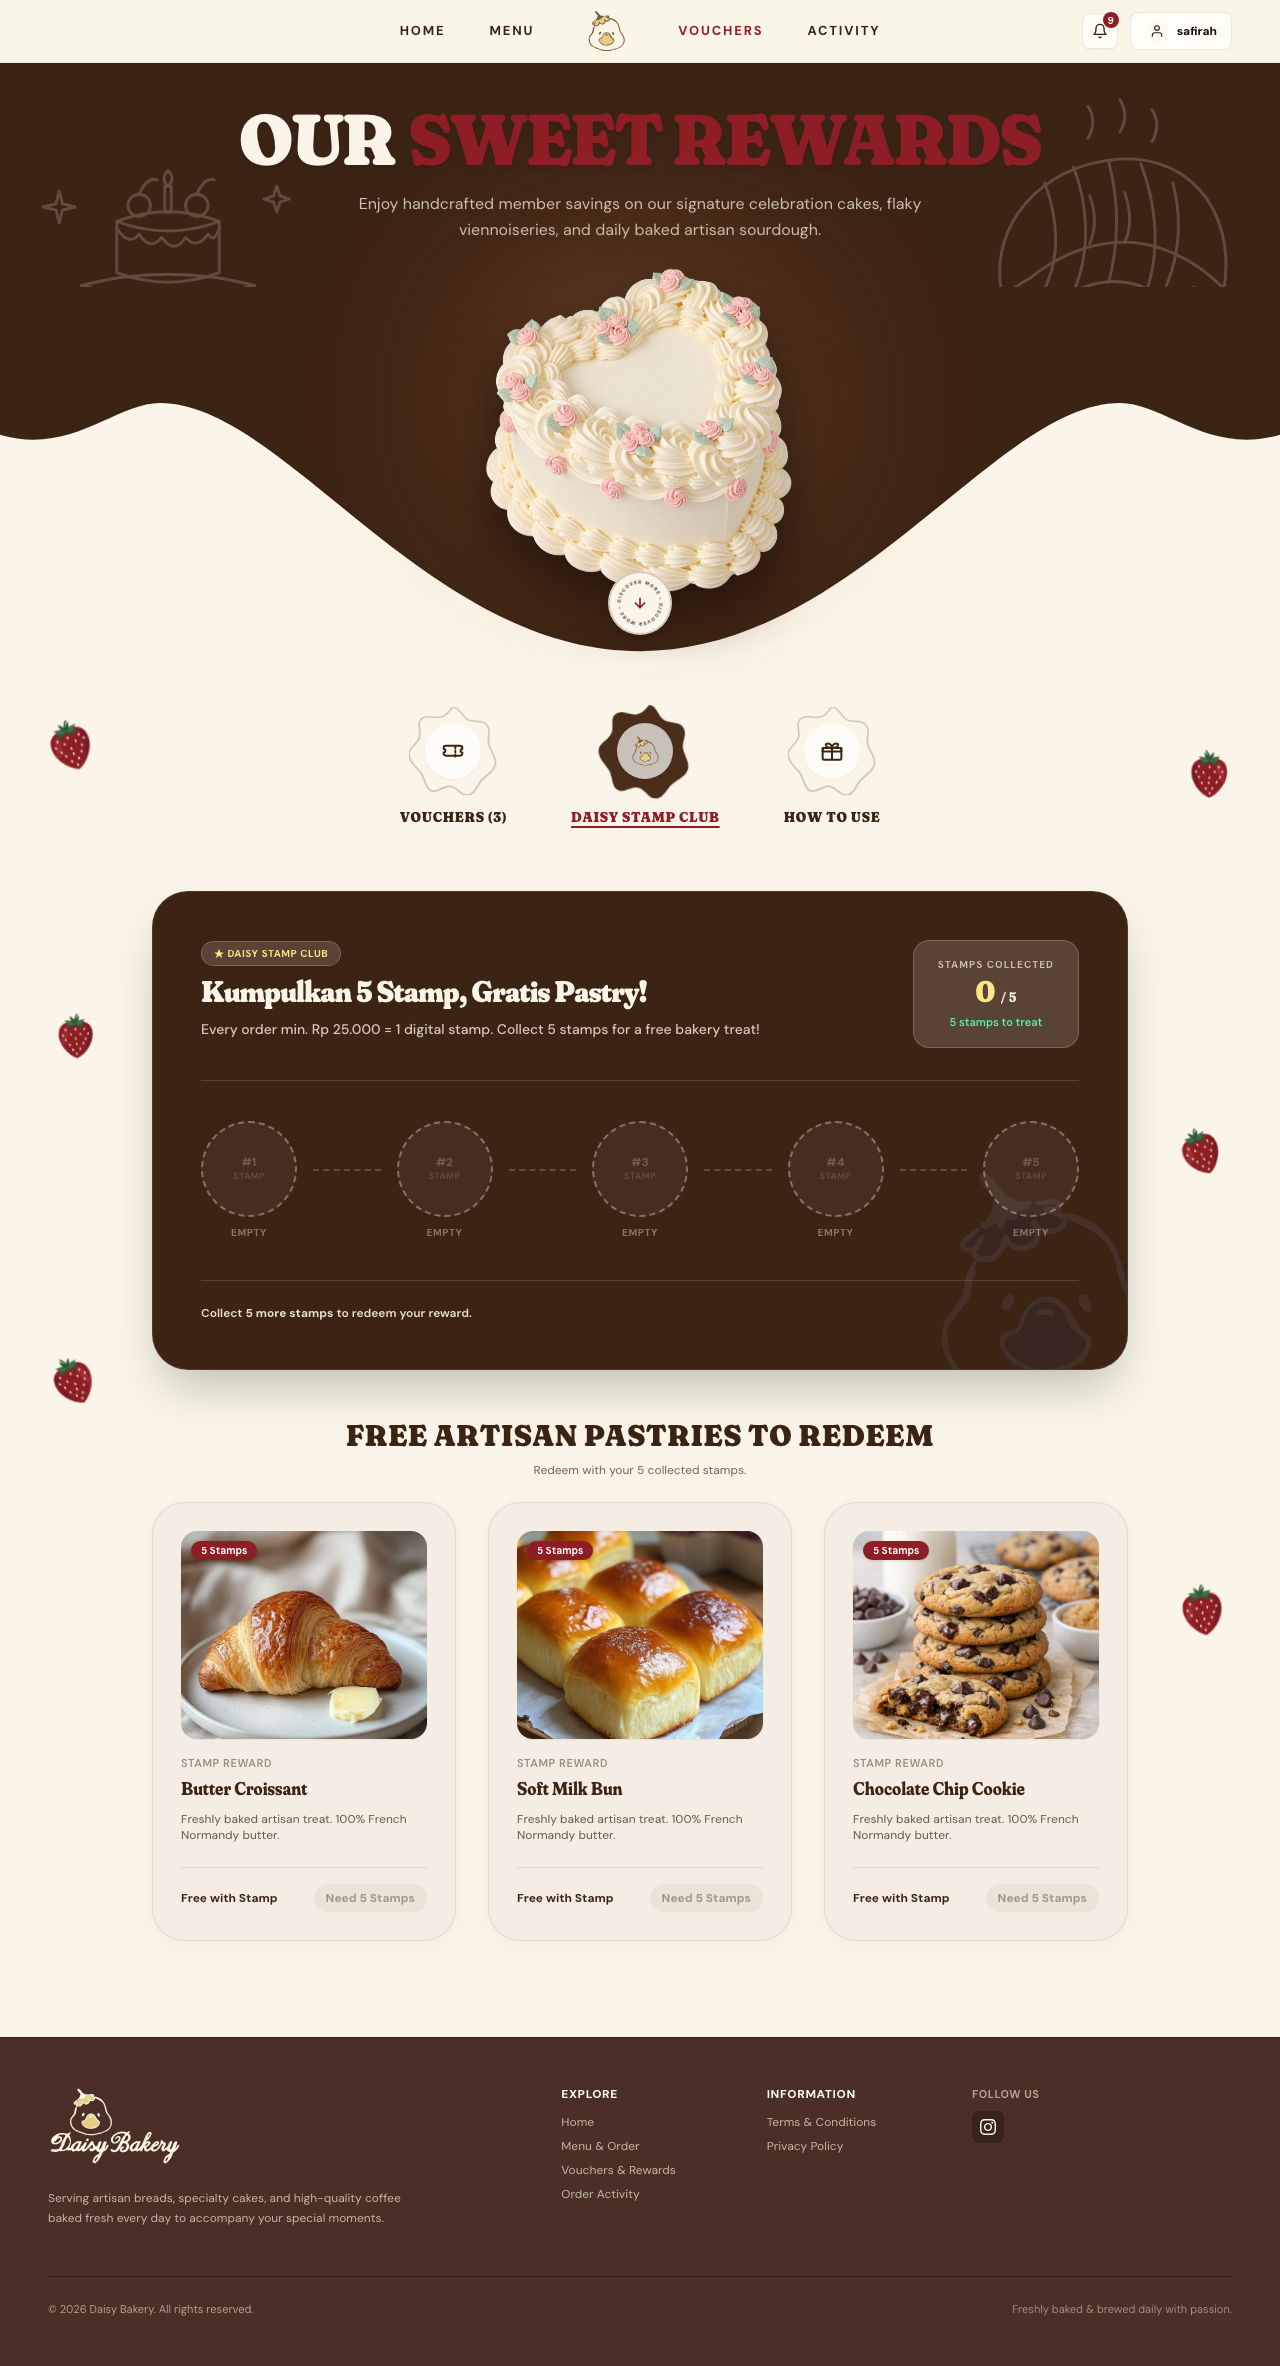 HOME
MENU
VOUCHERS
ACTIVITY
9
safirah
OUR SWEET REWARDS
Enjoy handcrafted member savings on our signature celebration cakes, flaky
viennoiseries, and daily baked artisan sourdough.
DISCOVER MORE • DISCOVER MORE •
VOUCHERS (3)
DAISY STAMP CLUB
HOW TO USE
★ DAISY STAMP CLUB
Kumpulkan 5 Stamp, Gratis Pastry!
Every order min. Rp 25.000 = 1 digital stamp. Collect 5 stamps for a free bakery treat!
STAMPS COLLECTED
0 / 5
5 stamps to treat
#1
STAMP
EMPTY
#2
STAMP
EMPTY
#3
STAMP
EMPTY
#4
STAMP
EMPTY
#5
STAMP
EMPTY
Collect 5 more stamps to redeem your reward.
FREE ARTISAN PASTRIES TO REDEEM
Redeem with your 5 collected stamps.
5 Stamps
STAMP REWARD
Butter Croissant
Freshly baked artisan treat. 100% French
Normandy butter.
Free with Stamp
Need 5 Stamps
5 Stamps
STAMP REWARD
Soft Milk Bun
Freshly baked artisan treat. 100% French
Normandy butter.
Free with Stamp
Need 5 Stamps
5 Stamps
STAMP REWARD
Chocolate Chip Cookie
Freshly baked artisan treat. 100% French
Normandy butter.
Free with Stamp
Need 5 Stamps
Daisy Bakery
Serving artisan breads, specialty cakes, and high-quality coffee
baked fresh every day to accompany your special moments.
EXPLORE
Home
Menu & Order
Vouchers & Rewards
Order Activity
INFORMATION
Terms & Conditions
Privacy Policy
FOLLOW US
© 2026 Daisy Bakery. All rights reserved.
Freshly baked & brewed daily with passion.